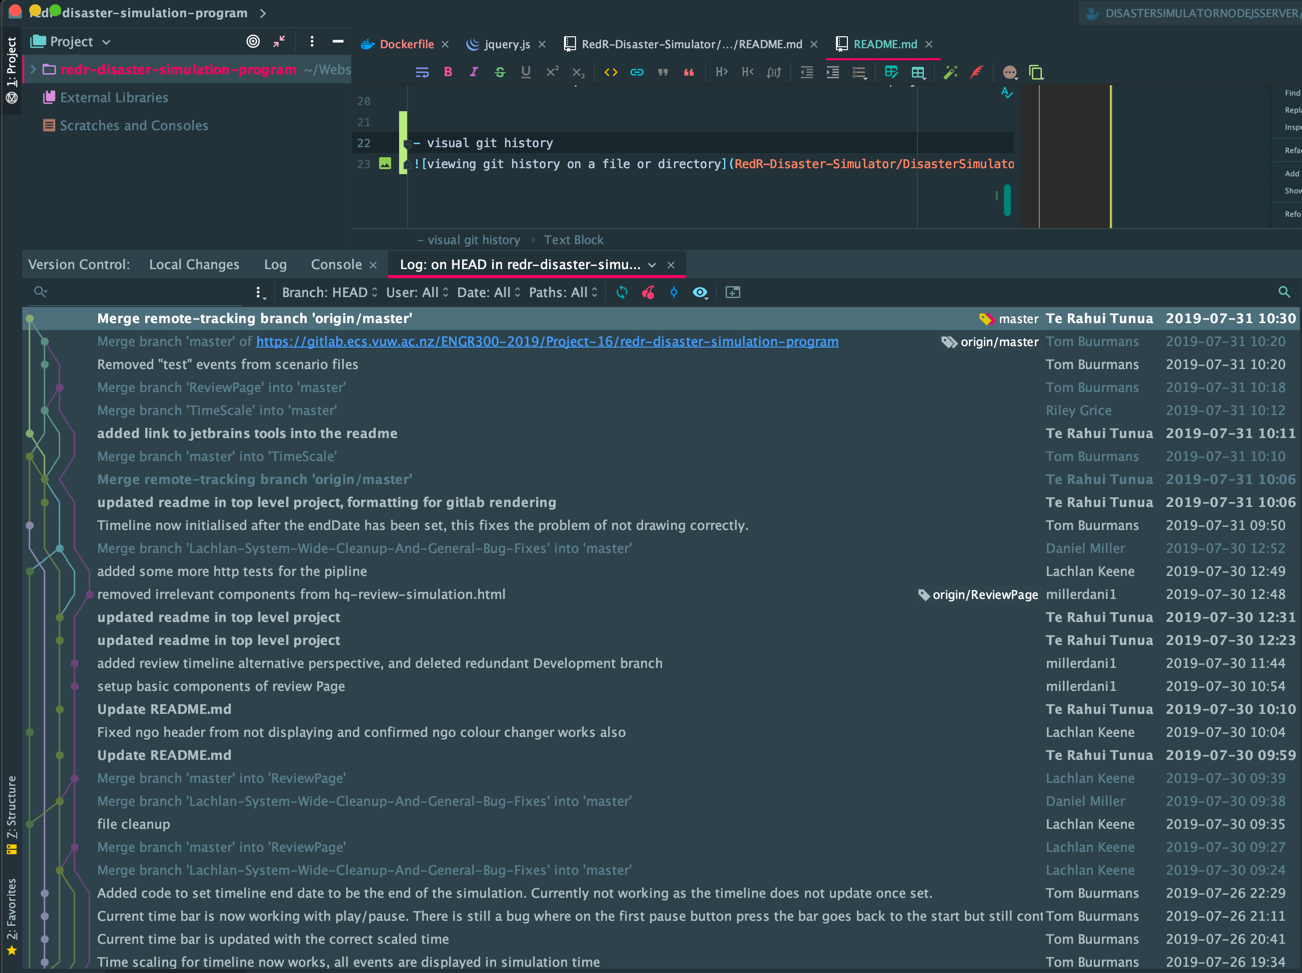 redr-disaster-simulation-program
DISASTERSIMULATORNODEJSSERVER/
1: Project
Project
redr-disaster-simulation-program ~/Webs
External Libraries
Scratches and Consoles
Dockerfile
jquery.js
RedR-Disaster-Simulator/.../README.md
README.md
20
21
22 - visual git history
23 ![viewing git history on a file or directory](RedR-Disaster-Simulator/DisasterSimulato
Find
Repla
Inspe
Refac
Add
Show
Refo
- visual git history › Text Block
Version Control: Local Changes Log Console Log: on HEAD in redr-disaster-simu...
Branch: HEAD User: All Date: All Paths: All
Merge remote-tracking branch 'origin/master' master Te Rahui Tunua 2019-07-31 10:30
Merge branch 'master' of https://gitlab.ecs.vuw.ac.nz/ENGR300-2019/Project-16/redr-disaster-simulation-program origin/master Tom Buurmans 2019-07-31 10:20
Removed "test" events from scenario files Tom Buurmans 2019-07-31 10:20
Merge branch 'ReviewPage' into 'master' Tom Buurmans 2019-07-31 10:18
Merge branch 'TimeScale' into 'master' Riley Grice 2019-07-31 10:12
added link to jetbrains tools into the readme Te Rahui Tunua 2019-07-31 10:11
Merge branch 'master' into 'TimeScale' Tom Buurmans 2019-07-31 10:10
Merge remote-tracking branch 'origin/master' Te Rahui Tunua 2019-07-31 10:06
updated readme in top level project, formatting for gitlab rendering Te Rahui Tunua 2019-07-31 10:06
Timeline now initialised after the endDate has been set, this fixes the problem of not drawing correctly. Tom Buurmans 2019-07-31 09:50
Merge branch 'Lachlan-System-Wide-Cleanup-And-General-Bug-Fixes' into 'master' Daniel Miller 2019-07-30 12:52
added some more http tests for the pipline Lachlan Keene 2019-07-30 12:49
removed irrelevant components from hq-review-simulation.html origin/ReviewPage millerdani1 2019-07-30 12:48
updated readme in top level project Te Rahui Tunua 2019-07-30 12:31
updated readme in top level project Te Rahui Tunua 2019-07-30 12:23
added review timeline alternative perspective, and deleted redundant Development branch millerdani1 2019-07-30 11:44
setup basic components of review Page millerdani1 2019-07-30 10:54
Update README.md Te Rahui Tunua 2019-07-30 10:10
Fixed ngo header from not displaying and confirmed ngo colour changer works also Lachlan Keene 2019-07-30 10:04
Update README.md Te Rahui Tunua 2019-07-30 09:59
Merge branch 'master' into 'ReviewPage' Lachlan Keene 2019-07-30 09:39
Merge branch 'Lachlan-System-Wide-Cleanup-And-General-Bug-Fixes' into 'master' Daniel Miller 2019-07-30 09:38
file cleanup Lachlan Keene 2019-07-30 09:35
Merge branch 'master' into 'ReviewPage' Lachlan Keene 2019-07-30 09:27
Merge branch 'Lachlan-System-Wide-Cleanup-And-General-Bug-Fixes' into 'master' Lachlan Keene 2019-07-30 09:24
Added code to set timeline end date to be the end of the simulation. Currently not working as the timeline does not update once set. Tom Buurmans 2019-07-26 22:29
Current time bar is now working with play/pause. There is still a bug where on the first pause button press the bar goes back to the start but still cont Tom Buurmans 2019-07-26 21:11
Current time bar is updated with the correct scaled time Tom Buurmans 2019-07-26 20:41
Time scaling for timeline now works, all events are displayed in simulation time Tom Buurmans 2019-07-26 19:34
Z: Structure
2: Favorites